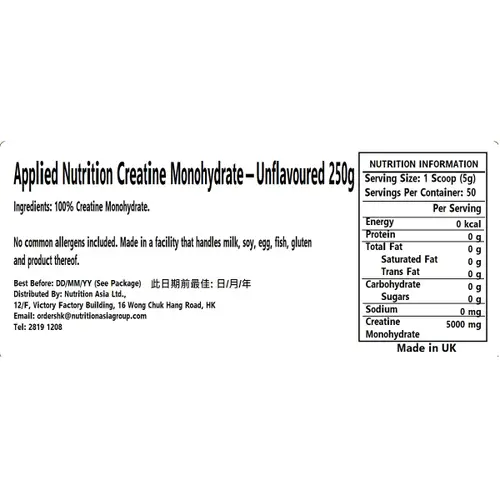 Applied Nutrition Creatine Monohydrate – Unflavoured 250g
Ingredients: 100% Creatine Monohydrate.
No common allergens included. Made in a facility that handles milk, soy, egg, fish, gluten
and product thereof.
Best Before: DD/MM/YY (See Package) 此日期前最佳: 日/月/年
Distributed By: Nutrition Asia Ltd.,
12/F, Victory Factory Building, 16 Wong Chuk Hang Road, HK
Email: ordershk@nutritionasiagroup.com
Tel: 2819 1208
NUTRITION INFORMATION
Serving Size: 1 Scoop (5g)
Servings Per Container: 50
Per Serving
Energy 0 kcal
Protein 0 g
Total Fat 0 g
Saturated Fat 0 g
Trans Fat 0 g
Carbohydrate 0 g
Sugars 0 g
Sodium 0 mg
Creatine 5000 mg
Monohydrate
Made in UK